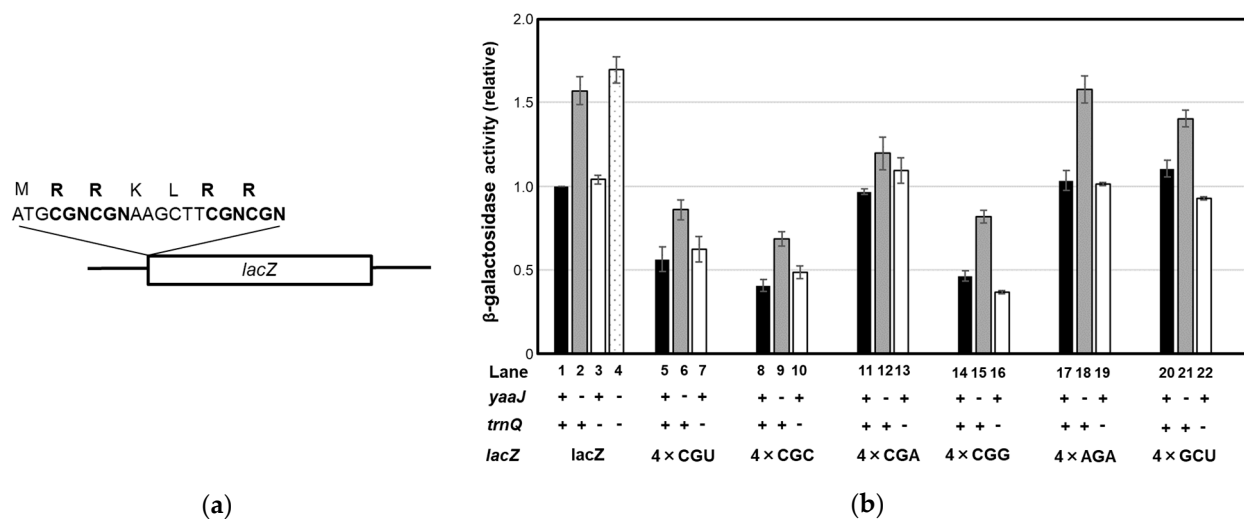 M R R K L R R
ATGCGNCGNAAGCTTCGNCGN
lacZ
(a)
β-galactosidase activity (relative)
2.0
1.5
1.0
0.5
0
Lane 1 2 3 4 5 6 7 8 9 10 11 12 13 14 15 16 17 18 19 20 21 22
yaaJ + - + - + - + + - + + - + + - + + - + + - +
trnQ + + - - + + - + + - + + - + + - + + - + + -
lacZ lacZ 4×CGU 4×CGC 4×CGA 4×CGG 4×AGA 4×GCU
(b)